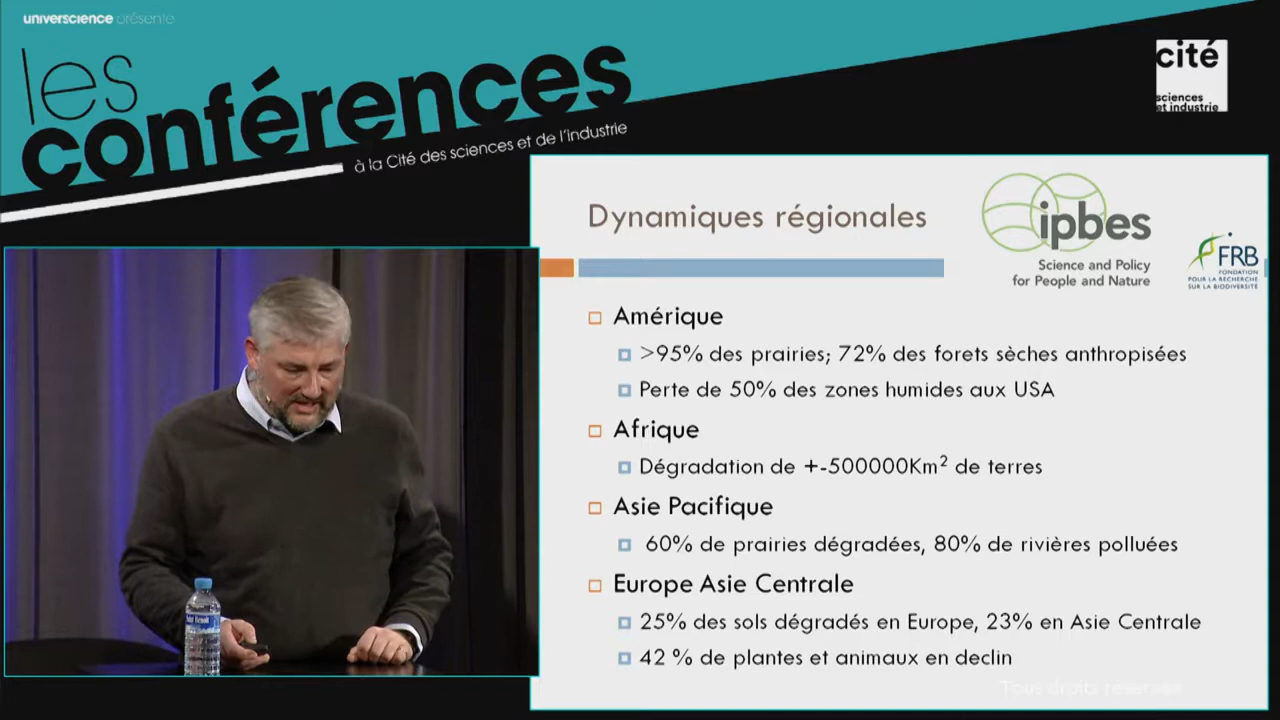 universcience présente
les
conférences
à la Cité des sciences et de l'industrie
cité
sciences
et industrie
Dynamiques régionales
ipbes
Science and Policy
for People and Nature
FRB
FONDATION
POUR LA RECHERCHE
SUR LA BIODIVERSITÉ
Amérique
>95% des prairies; 72% des forets sèches anthropisées
Perte de 50% des zones humides aux USA
Afrique
Dégradation de +-500000Km² de terres
Asie Pacifique
60% de prairies dégradées, 80% de rivières polluées
Europe Asie Centrale
25% des sols dégradés en Europe, 23% en Asie Centrale
42 % de plantes et animaux en declin
Tous droits réservés